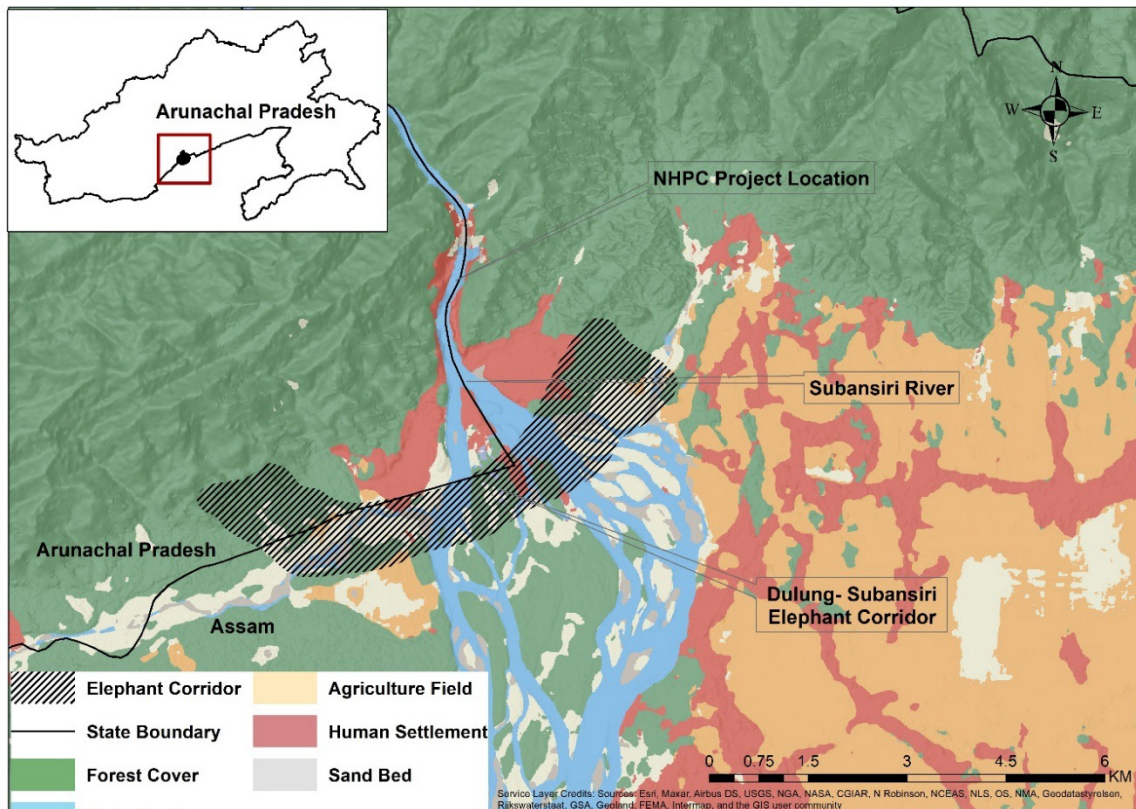 Arunachal Pradesh
N
W
E
S
NHPC Project Location
Subansiri River
Arunachal Pradesh
Assam
Dulung- Subansiri
Elephant Corridor
Elephant Corridor
Agriculture Field
State Boundary
Human Settlement
Forest Cover
Sand Bed
0 0.75 1.5 3 4.5 6
KM
Service Layer Credits: Sources: Esri, Maxar, Airbus DS, USGS, NGA, NASA, CGIAR, N Robinson, NCEAS, NLS, OS, NMA, Geodatastyrelsen,
Rijkswaterstaat, GSA, Geoland, FEMA, Intermap, and the GIS user community